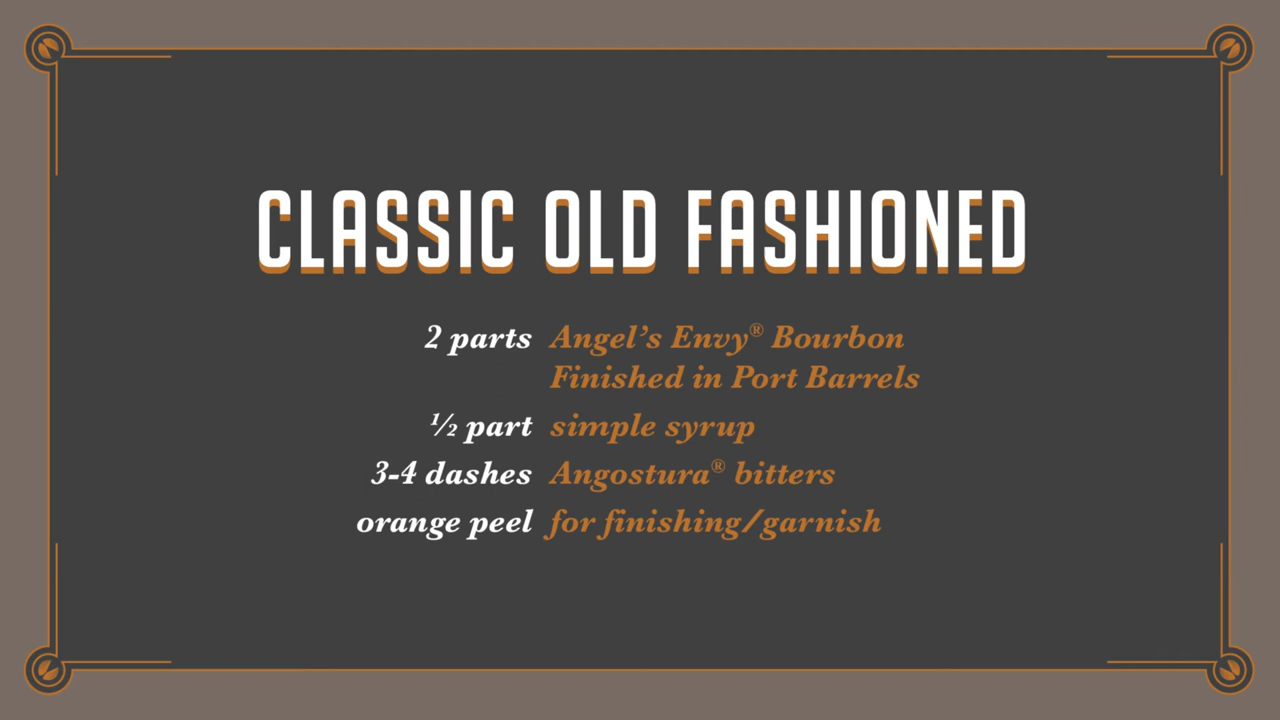 CLASSIC OLD FASHIONED
2 parts Angel's Envy® Bourbon
Finished in Port Barrels
½ part simple syrup
3-4 dashes Angostura® bitters
orange peel for finishing/garnish